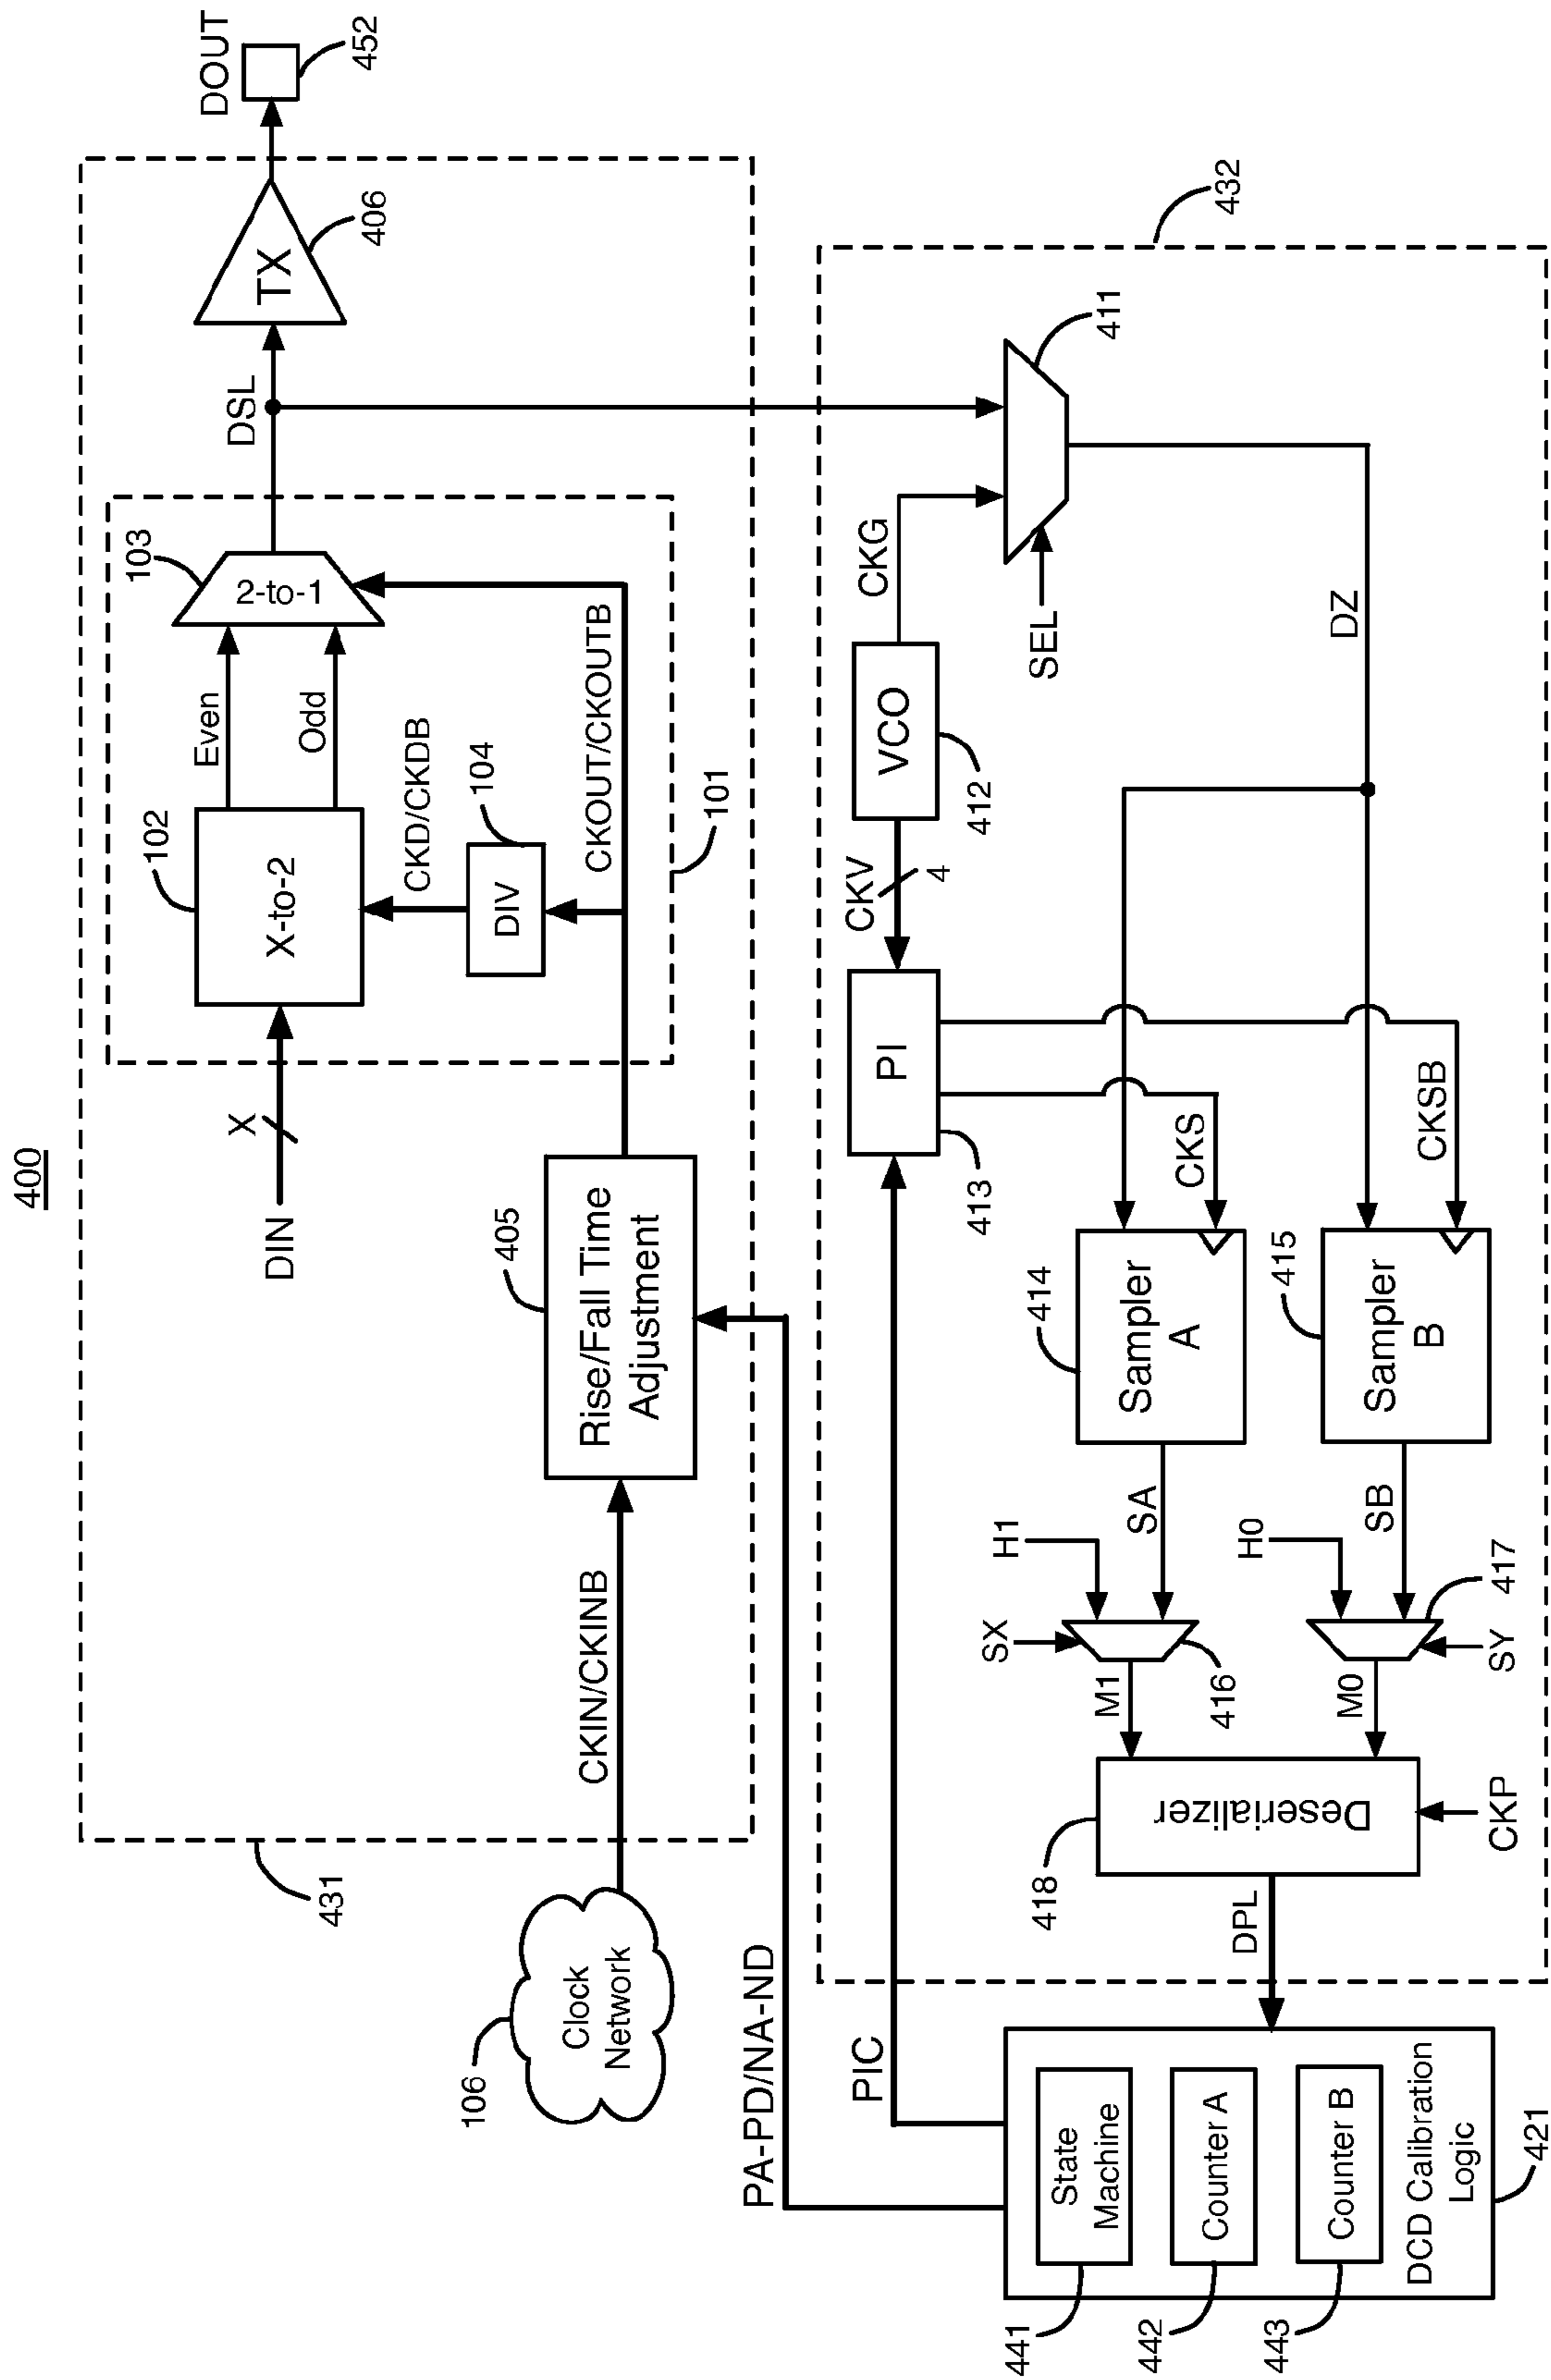 400
431
DIN
X
102
X-to-2
Even
Odd
103
2-to-1
DSL
TX
406
DOUT
452
CKD/CKDB
104
DIV
CKOUT/CKOUTB
101
405
Rise/Fall Time
Adjustment
CKIN/CKINB
106
Clock
Network
PA-PD/NA-ND
PIC
432
411
SEL
CKG
VCO
412
CKV
4
PI
413
DZ
CKS
CKSB
414
Sampler
A
415
Sampler
B
SA
SB
H1
H0
SX
SY
416
417
M1
M0
418
Deserializer
CKP
DPL
State
Machine
Counter A
Counter B
DCD Calibration
Logic
421
441
442
443